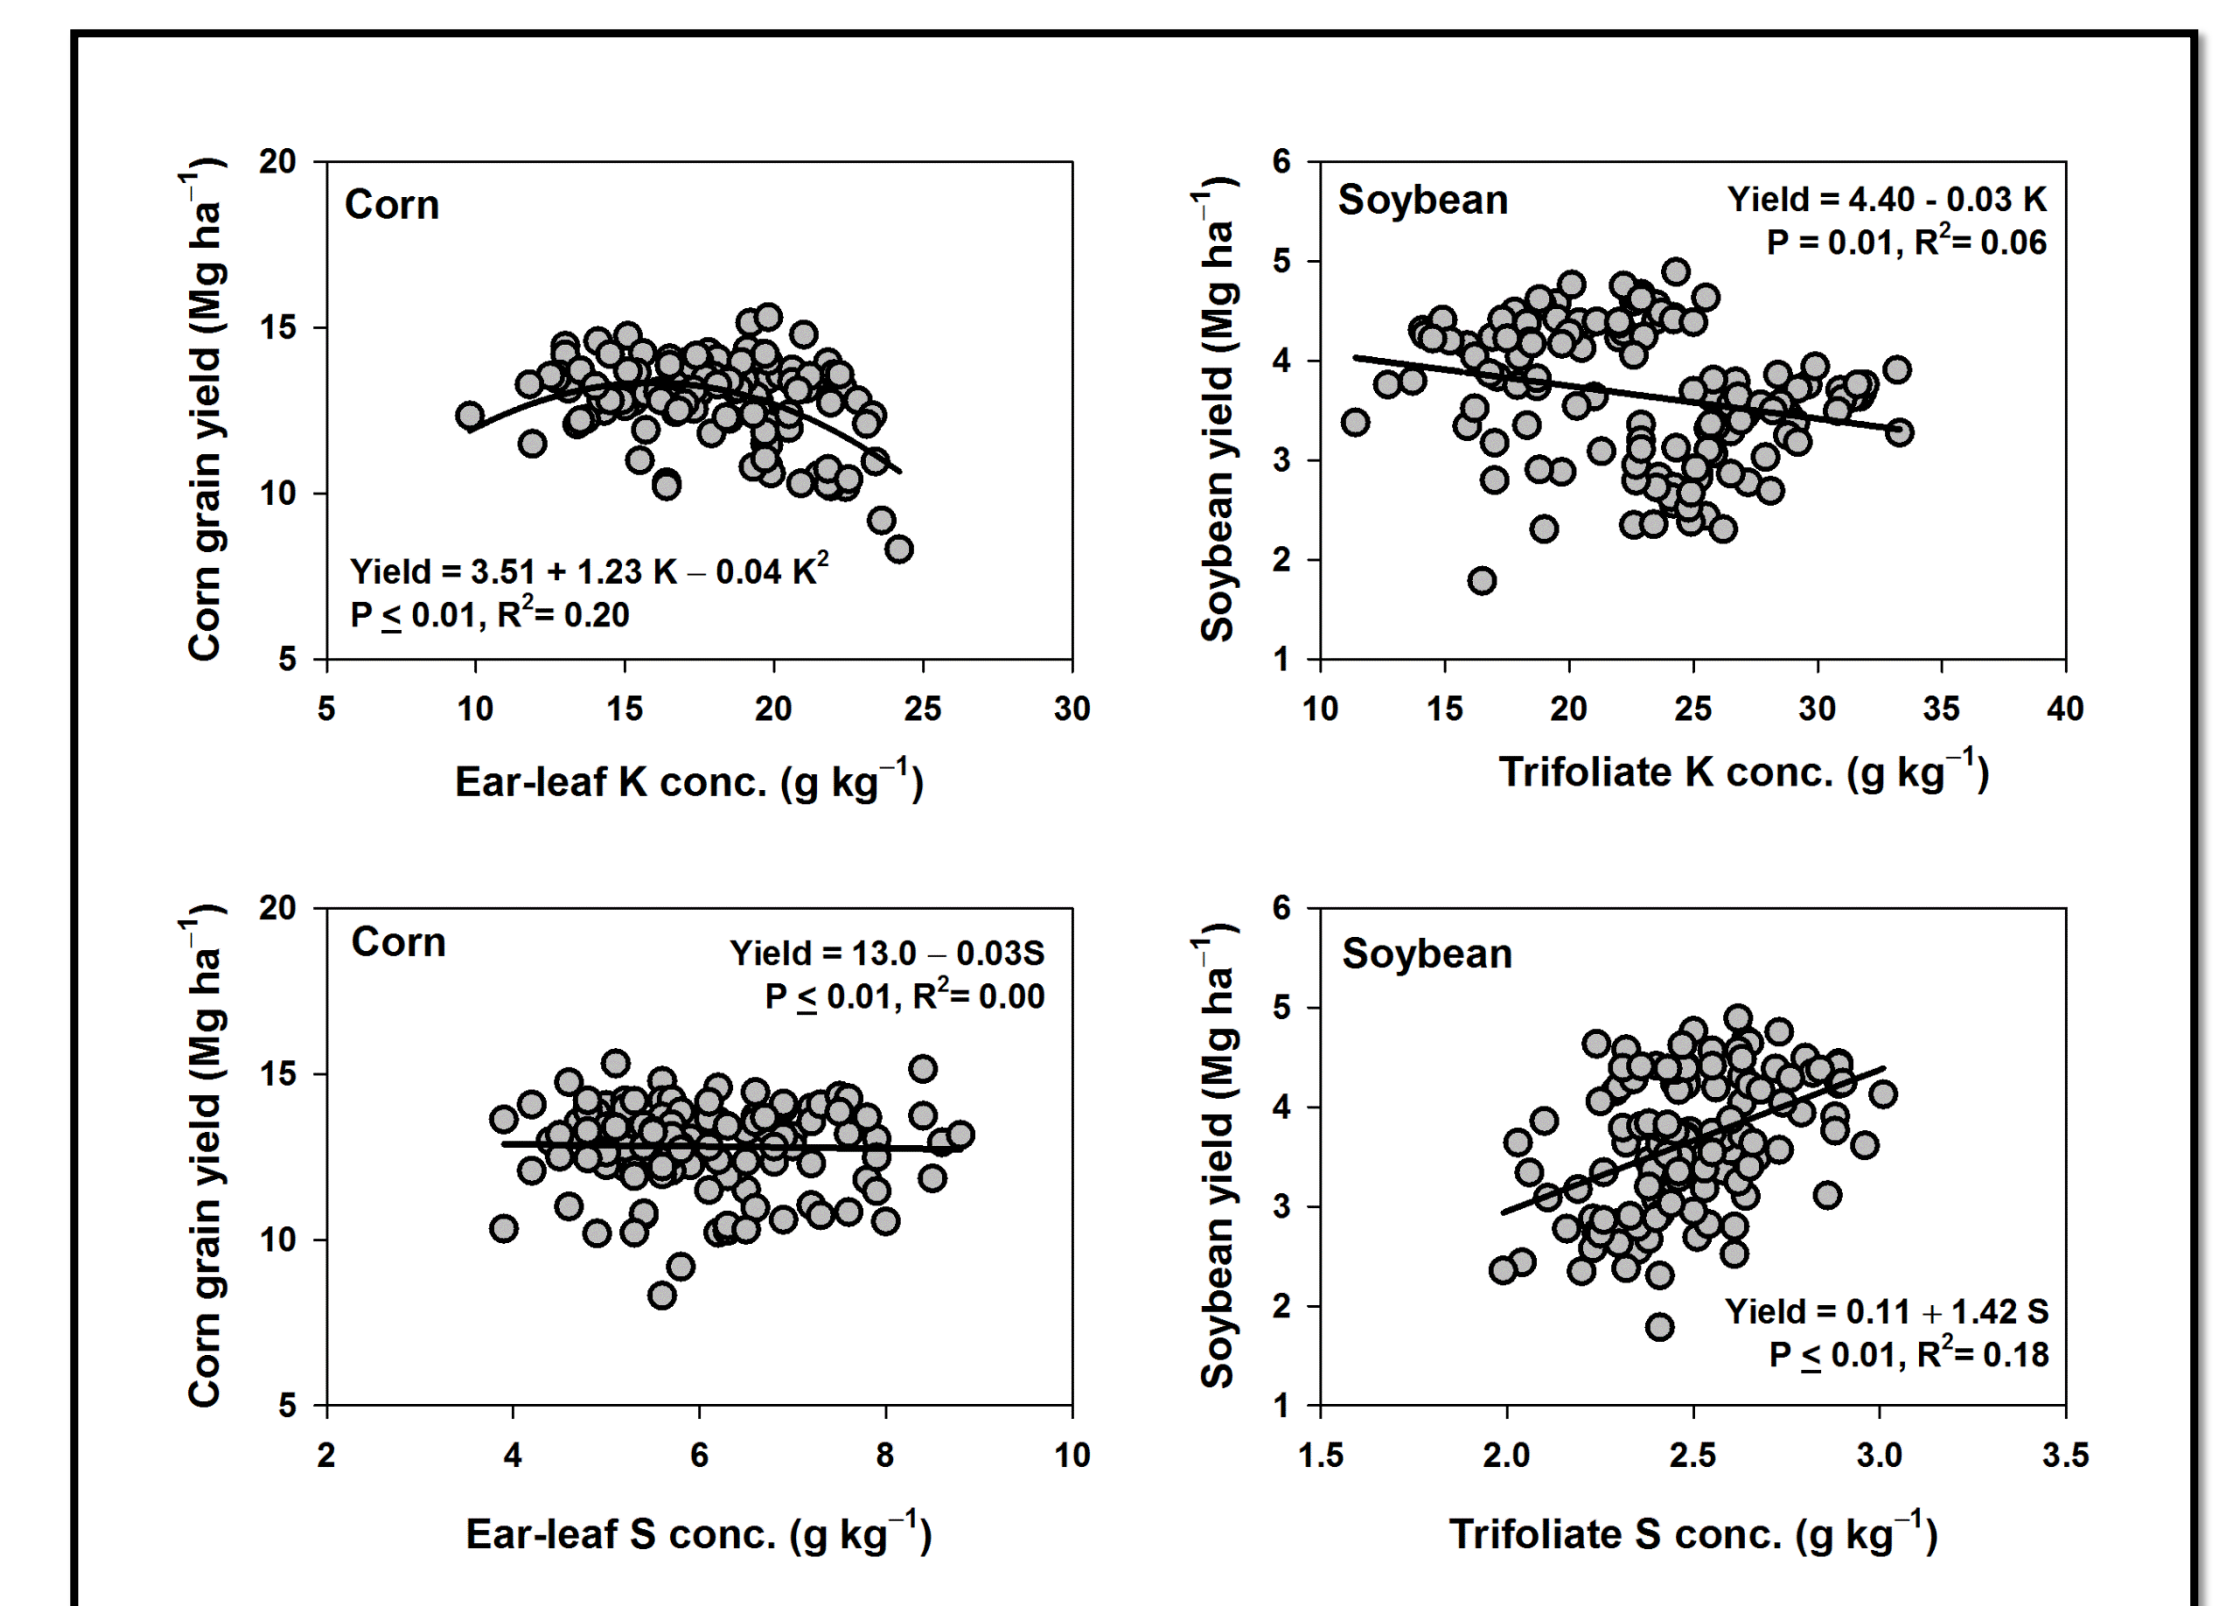 Corn
Corn grain yield (Mg ha⁻¹)
20
15
10
5
Yield = 3.51 + 1.23 K – 0.04 K²
P ≤ 0.01, R²= 0.20
5 10 15 20 25 30
Ear-leaf K conc. (g kg⁻¹)
Soybean
Yield = 4.40 - 0.03 K
P = 0.01, R²= 0.06
Soybean yield (Mg ha⁻¹)
6
5
4
3
2
1
10 15 20 25 30 35 40
Trifoliate K conc. (g kg⁻¹)
Corn
Yield = 13.0 – 0.03S
P ≤ 0.01, R²= 0.00
Corn grain yield (Mg ha⁻¹)
20
15
10
5
2 4 6 8 10
Ear-leaf S conc. (g kg⁻¹)
Soybean
Soybean yield (Mg ha⁻¹)
6
5
4
3
2
1
Yield = 0.11 + 1.42 S
P ≤ 0.01, R²= 0.18
1.5 2.0 2.5 3.0 3.5
Trifoliate S conc. (g kg⁻¹)